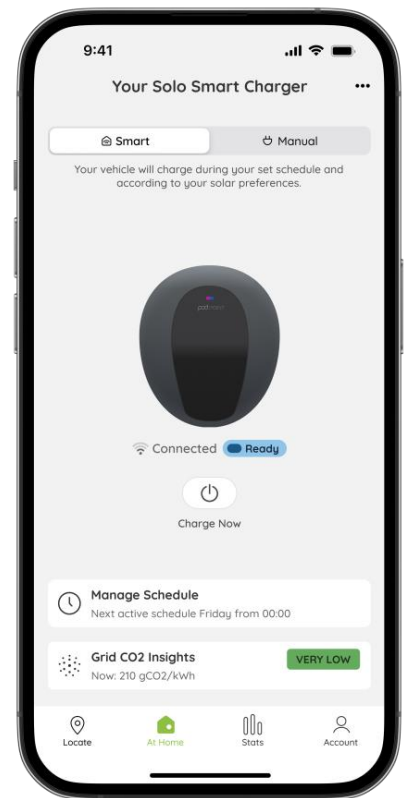 9:41
Your Solo Smart Charger
Smart
Manual
Your vehicle will charge during your set schedule and
according to your solar preferences.
Connected
Ready
Charge Now
Manage Schedule
Next active schedule Friday from 00:00
Grid CO2 Insights
VERY LOW
Now: 210 gCO2/kWh
Locate
At Home
Stats
Account